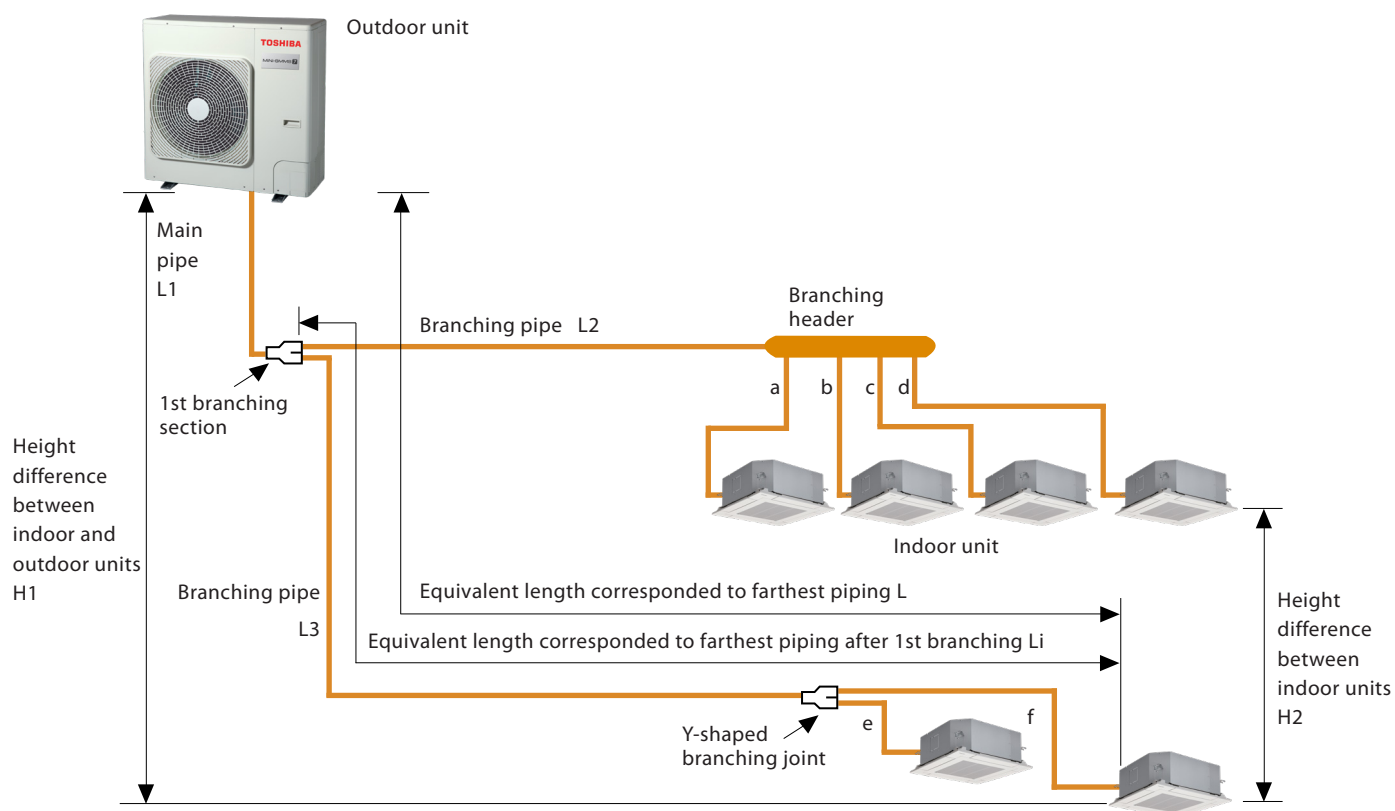 Outdoor unit
TOSHIBA
MiNi-SMMS
Main
pipe
L1
Branching
header
Branching pipe L2
a
b
c
d
1st branching
section
Height
difference
between
indoor and
outdoor units
H1
Indoor unit
Branching pipe
L3
Equivalent length corresponded to farthest piping L
Equivalent length corresponded to farthest piping after 1st branching Li
Height
difference
between
indoor units
H2
Y-shaped
branching joint
e
f